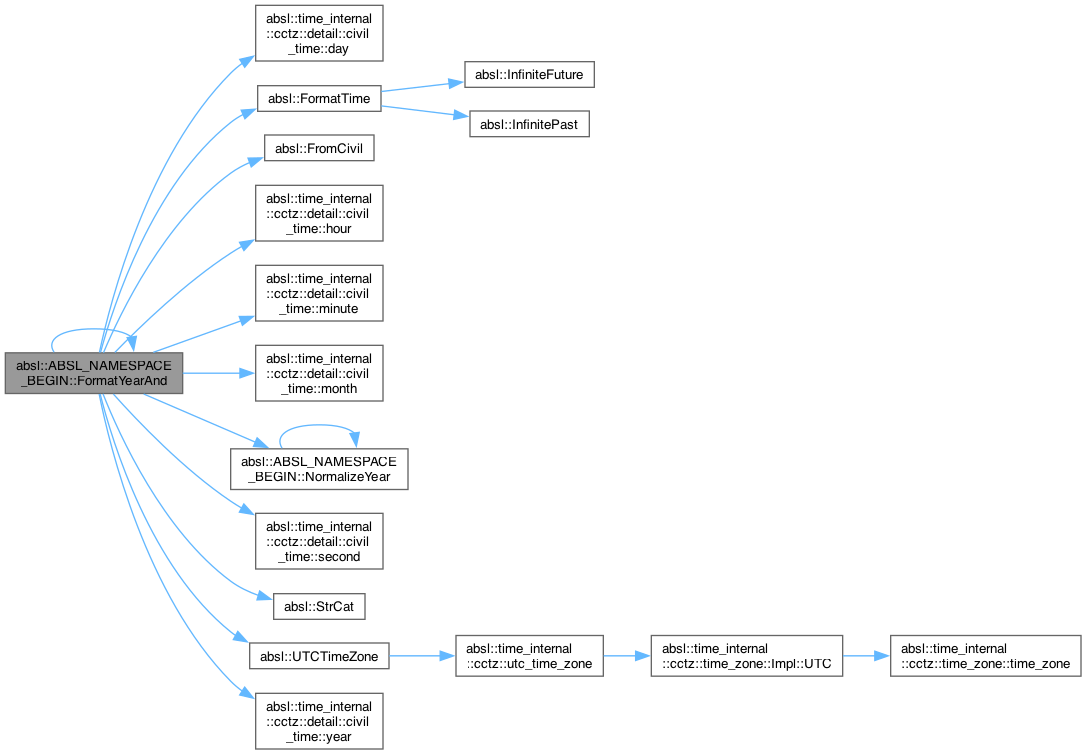 absl::time_internal
::cctz::detail::civil
_time::day
absl::FormatTime
absl::InfiniteFuture
absl::InfinitePast
absl::FromCivil
absl::time_internal
::cctz::detail::civil
_time::hour
absl::time_internal
::cctz::detail::civil
_time::minute
absl::ABSL_NAMESPACE
_BEGIN::FormatYearAnd
absl::time_internal
::cctz::detail::civil
_time::month
absl::ABSL_NAMESPACE
_BEGIN::NormalizeYear
absl::time_internal
::cctz::detail::civil
_time::second
absl::StrCat
absl::UTCTimeZone
absl::time_internal
::cctz::utc_time_zone
absl::time_internal
::cctz::time_zone::Impl::UTC
absl::time_internal
::cctz::time_zone::time_zone
absl::time_internal
::cctz::detail::civil
_time::year